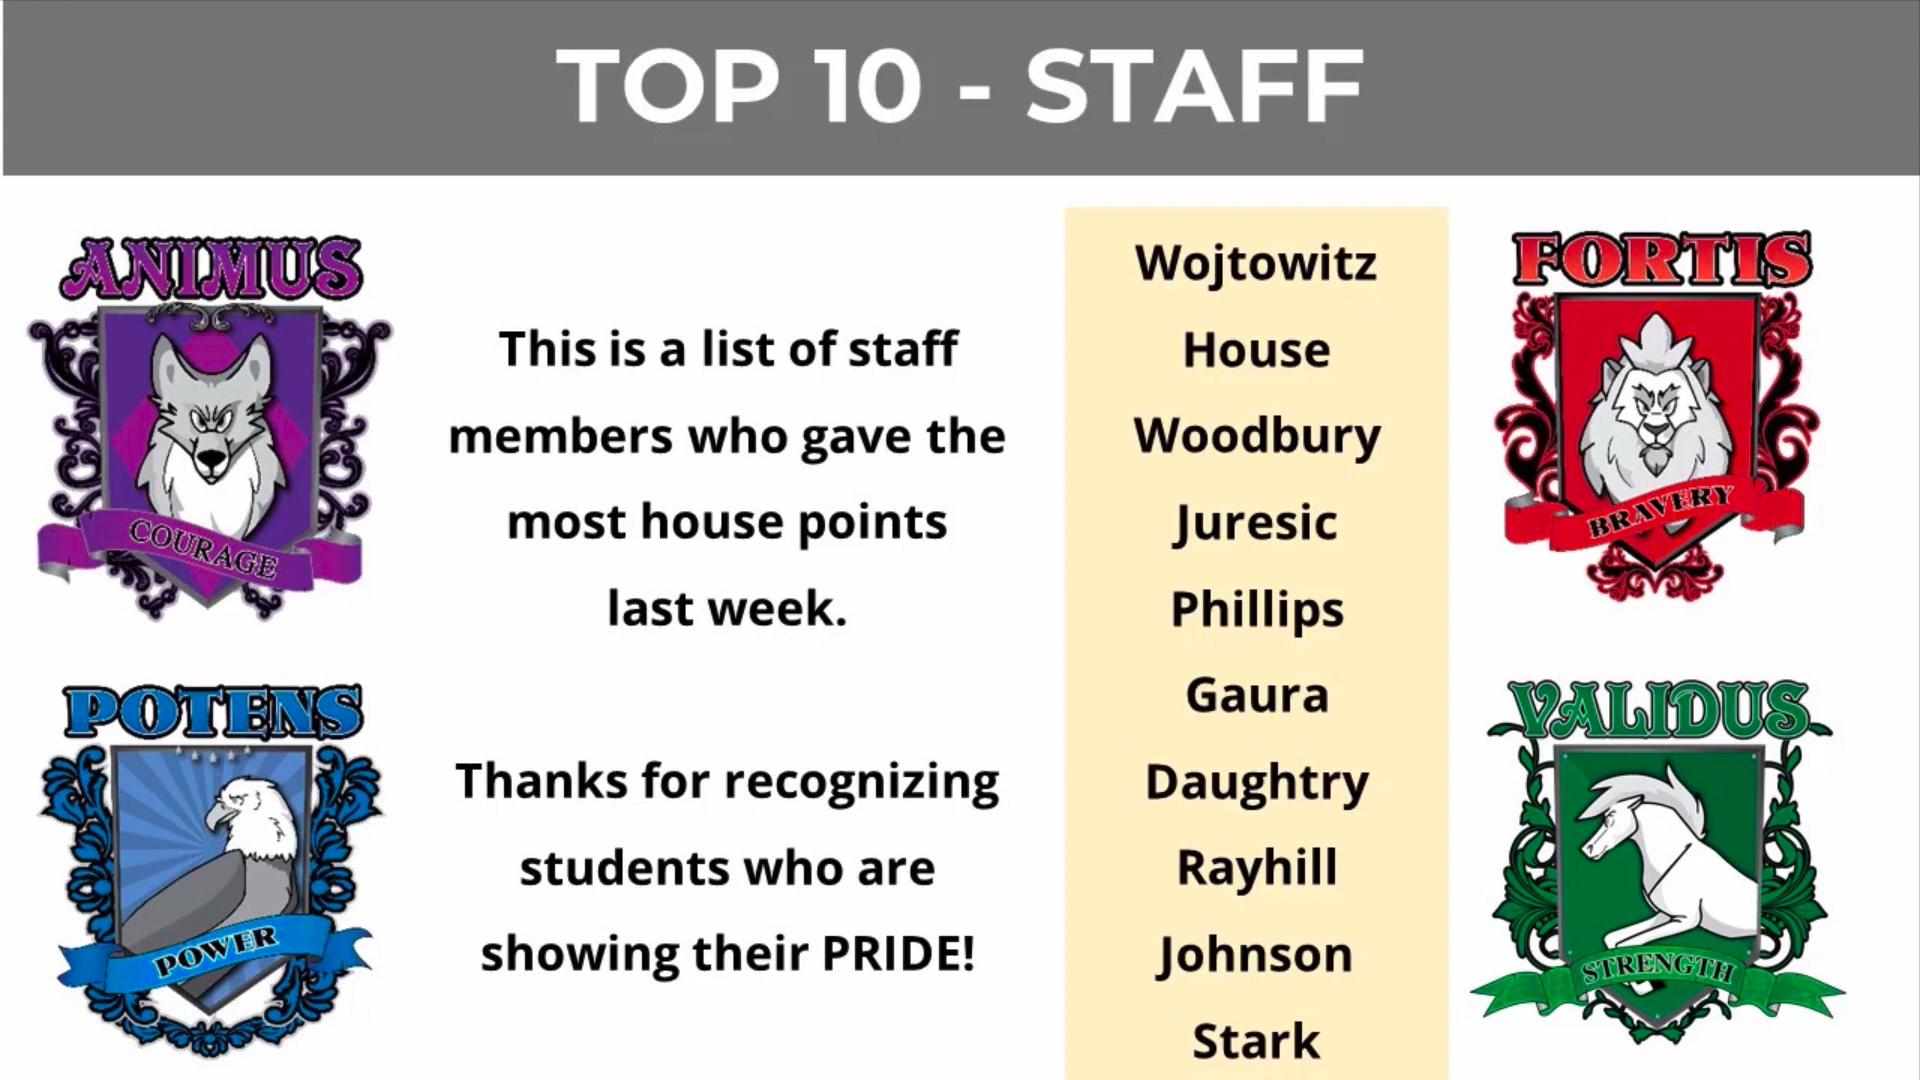 TOP 10 - STAFF
ANIMUS
COURAGE
POTENS
POWER
This is a list of staff
members who gave the
most house points
last week.
Thanks for recognizing
students who are
showing their PRIDE!
Wojtowitz
House
Woodbury
Juresic
Phillips
Gaura
Daughtry
Rayhill
Johnson
Stark
FORTIS
BRAVERY
VALIDUS
STRENGTH